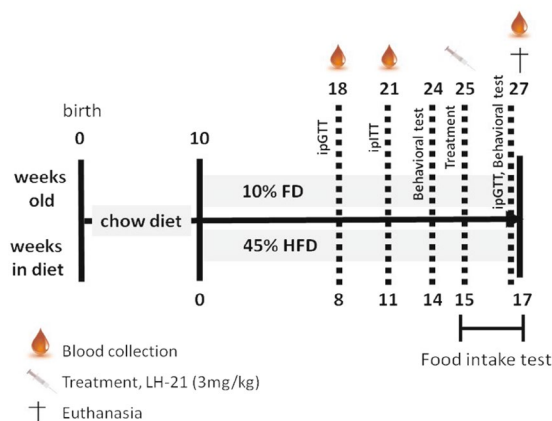 18 21 24 25 27
birth
0 10
ipGTT
ipITT
Behavioral test
Treatment
ipGTT, Behavioral test
weeks
old
10% FD
chow diet
weeks
in diet
45% HFD
0 8 11 14 15 17
Blood collection
Food intake test
Treatment, LH-21 (3mg/kg)
Euthanasia